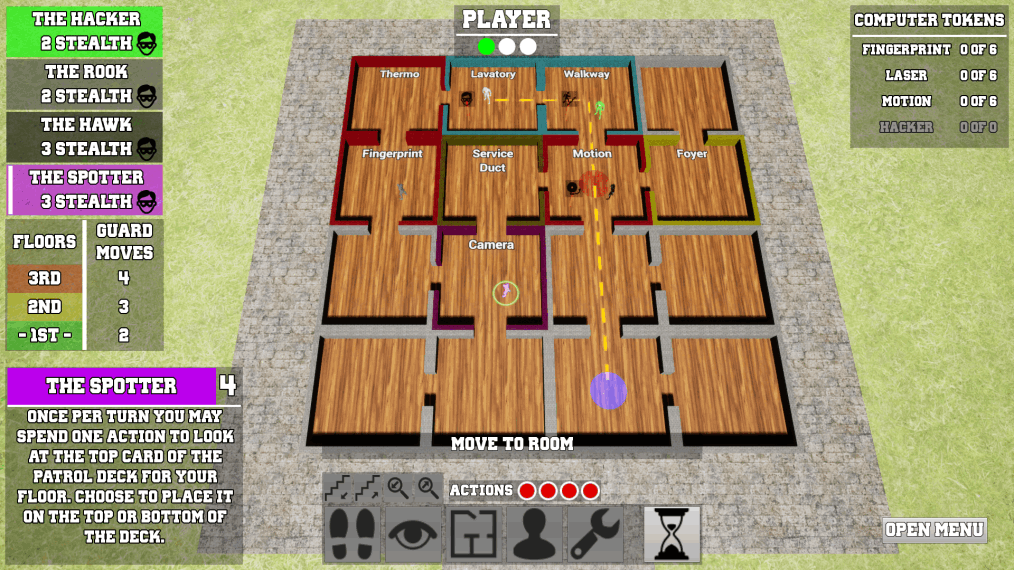 THE HACKER
2 STEALTH
THE ROOK
2 STEALTH
THE HAWK
3 STEALTH
THE SPOTTER
3 STEALTH
FLOORS
GUARD
MOVES
3RD
4
2ND
3
- 1ST -
2
THE SPOTTER
4
ONCE PER TURN YOU MAY
SPEND ONE ACTION TO LOOK
AT THE TOP CARD OF THE
PATROL DECK FOR YOUR
FLOOR. CHOOSE TO PLACE IT
ON THE TOP OR BOTTOM OF
THE DECK.
PLAYER
Thermo
Lavatory
Walkway
Fingerprint
Service
Duct
Motion
Foyer
Camera
MOVE TO ROOM
ACTIONS
COMPUTER TOKENS
FINGERPRINT 0 OF 6
LASER 0 OF 6
MOTION 0 OF 6
HACKER 0 OF 0
OPEN MENU